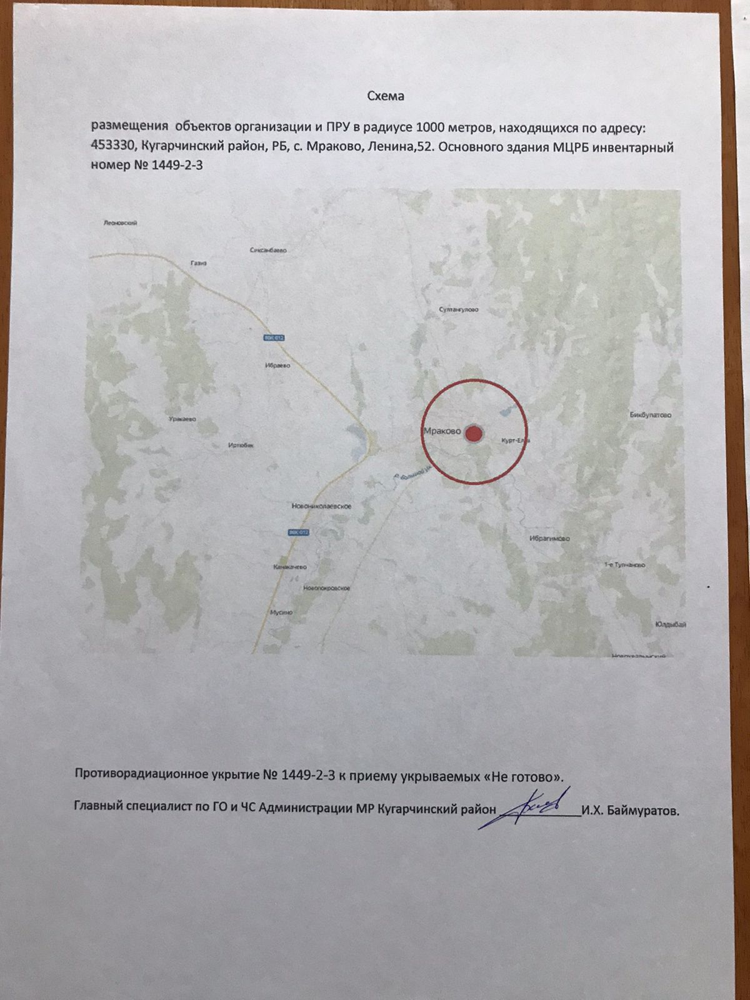 Схема
размещения объектов организации и ПРУ в радиусе 1000 метров, находящихся по адресу:
453330, Кугарчинский район, РБ, с. Мраково, Ленина,52. Основного здания МЦРБ инвентарный
номер № 1449-2-3
Леоновский
Сиксанбаево
Газиз
Султангулово
80К-012
Ибраево
Бикбулатово
Уракаево
Мраково
Курт-Елга
Иртюбяк
р. Большой Ик
Новониколаевское
80К-012
Ибрагимово
1-е Тупчаново
Канакачево
Новопокровское
Мусино
Юлдыбай
Противорадиационное укрытие № 1449-2-3 к приему укрываемых «Не готово».
Главный специалист по ГО и ЧС Администрации МР Кугарчинский район И.Х. Баймуратов.